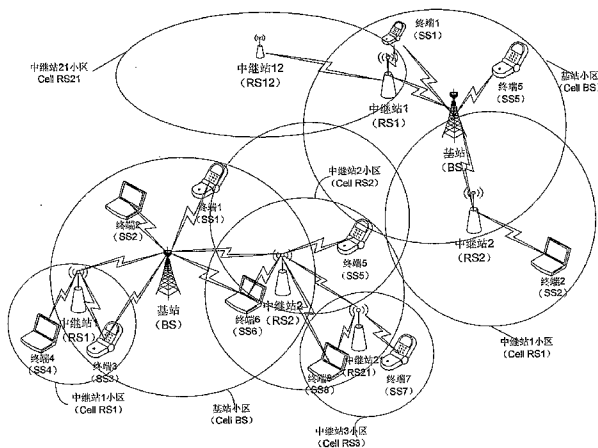 终端1
(SS1)
中继站21小区
Cell RS21
中继站12
(RS12)
中继站1
(RS1)
终端5
(SS5)
基站小区
(Cell BS)
基站
(BS)
中继站2
(RS2)
终端2
(SS2)
中继站1小区
(Cell RS1)
中继站2小区
(Cell RS2)
终端1
(SS1)
终端2
(SS2)
基站
(BS)
终端5
(SS5)
中继站2
(RS2)
终端6
(SS6)
中继站1
(RS1)
终端4
(SS4)
终端3
(SS3)
中继站2
(RS21)
终端8
(SS8)
终端7
(SS7)
中继站1小区
(Cell RS1)
基站小区
(Cell BS)
中继站3小区
(Cell RS3)